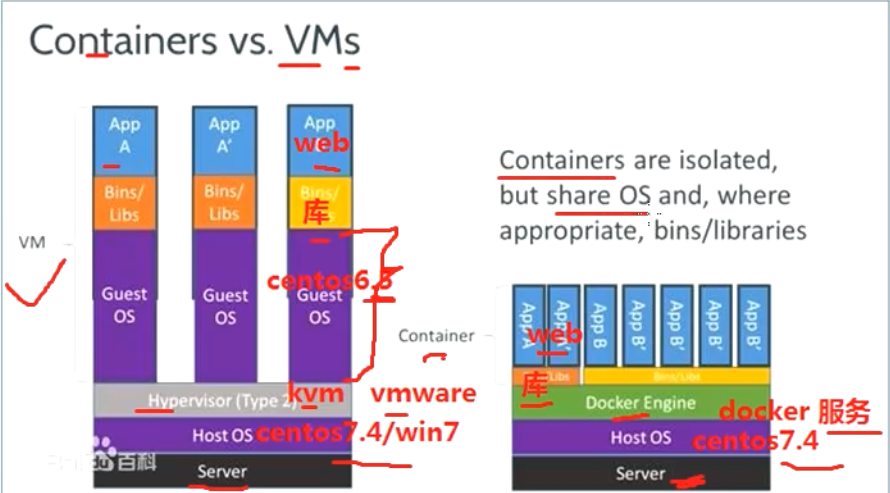 Containers vs. VMs
App
A
App
A'
App
web
Bins/
Libs
Bins/
Libs
Bins/
库
VM
Guest
OS
Guest
OS
Guest
OS
centos6.5
Hypervisor (Type 2)
kvm vmware
Host OS
centos7.4/win7
百科
Server
Containers are isolated,
but share OS and, where
appropriate, bins/libraries
Container
App A
App A'
web
App B
App B'
App B'
App B'
App B'
库
Libs
Bins/Libs
Docker Engine
docker 服务
Host OS
centos7.4
Server